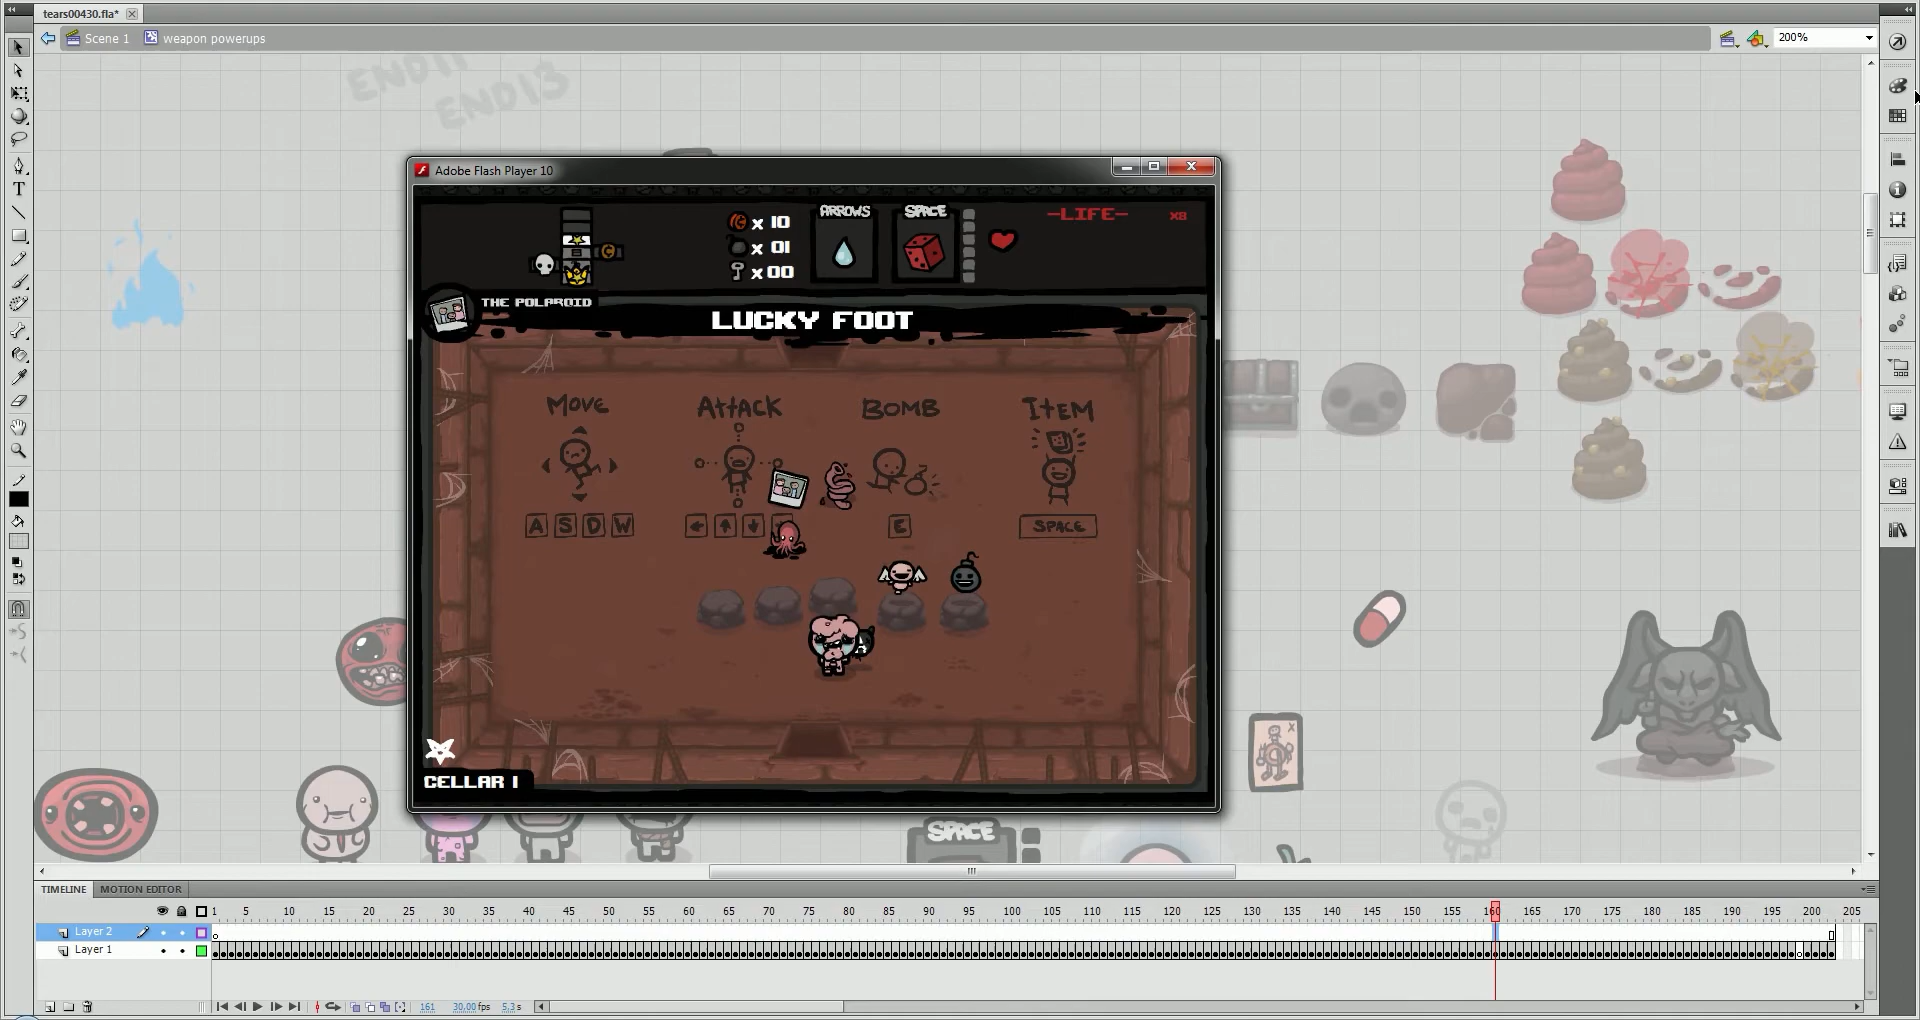 tears00430.fla*
Scene 1
weapon powerups
200%
END11
END13
Adobe Flash Player 10
x 10
x 01
x 00
ARROWS
SPACE
-LIFE-
x8
THE POLAROID
LUCKY FOOT
MOVE
ATTACK
BOMB
ITEM
A S D W
E
SPACE
CELLAR I
SPACE
TIMELINE
MOTION EDITOR
1 5 10 15 20 25 30 35 40 45 50 55 60 65 70 75 80 85 90 95 100 105 110 115 120 125 130 135 140 145 150 155 160 165 170 175 180 185 190 195 200 205
Layer 2
Layer 1
161
30.00 fps
5.3 s